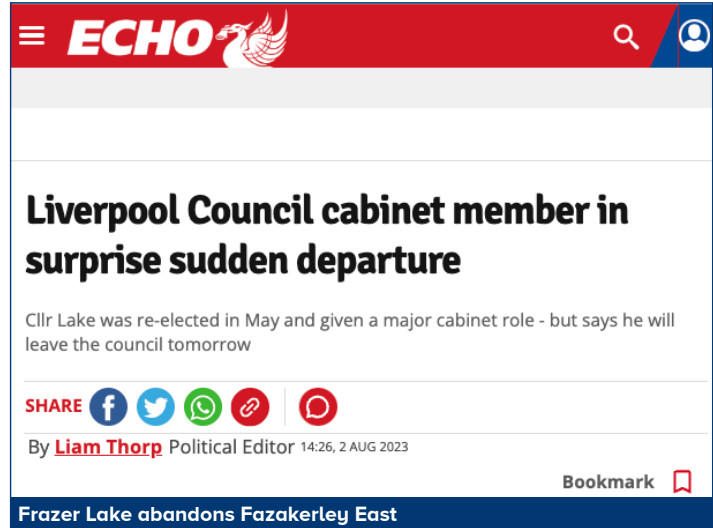 ECHO
Liverpool Council cabinet member in
surprise sudden departure
Cllr Lake was re-elected in May and given a major cabinet role - but says he will
leave the council tomorrow
SHARE
By Liam Thorp Political Editor 14:26, 2 AUG 2023
Bookmark
Frazer Lake abandons Fazakerley East